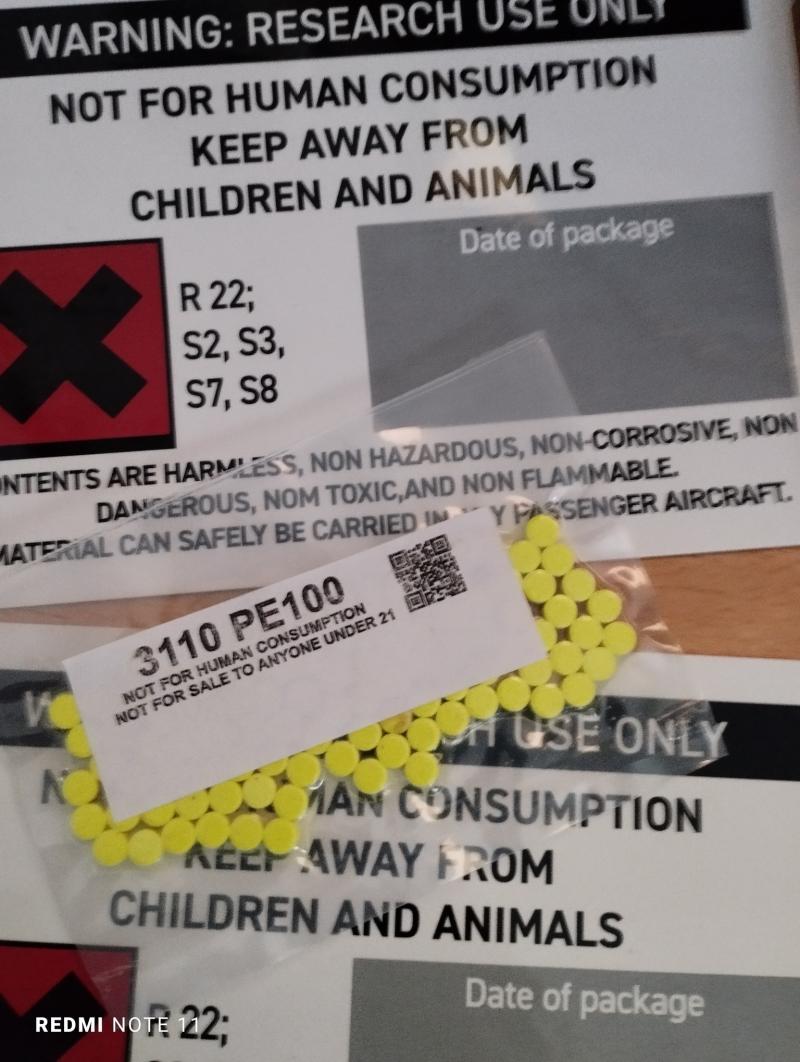 WARNING: RESEARCH USE ONLY
NOT FOR HUMAN CONSUMPTION
KEEP AWAY FROM
CHILDREN AND ANIMALS
Date of package
R 22;
S2, S3,
S7, S8
ONTENTS ARE HARMLESS, NON HAZARDOUS, NON-CORROSIVE, NON
DANGEROUS, NOM TOXIC,AND NON FLAMMABLE.
MATERIAL CAN SAFELY BE CARRIED IN PASSENGER AIRCRAFT.
3110 PE100
NOT FOR HUMAN CONSUMPTION
NOT FOR SALE TO ANYONE UNDER 21
USE ONLY
CONSUMPTION
KEEP AWAY FROM
CHILDREN AND ANIMALS
Date of package
R 22;
REDMI NOTE 11